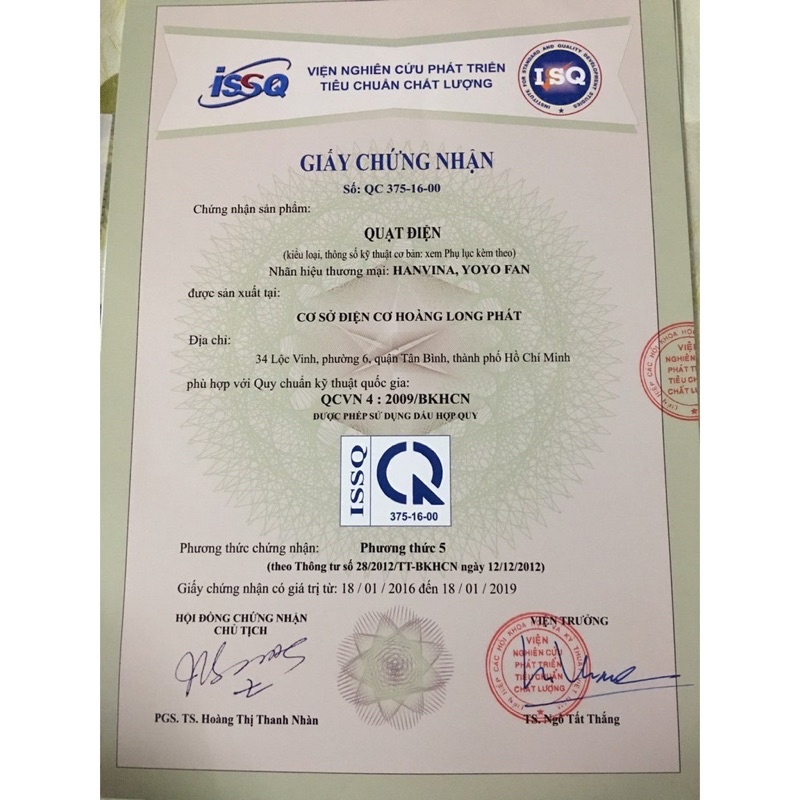 ISSQ
VIỆN NGHIÊN CỨU PHÁT TRIỂN
TIÊU CHUẨN CHẤT LƯỢNG
INSTITUTE FOR STANDARD AND QUALITY DEVELOPMENT STUDIES
ISSQ
GIẤY CHỨNG NHẬN
Số: QC 375-16-00
Chứng nhận sản phẩm:
QUẠT ĐIỆN
(kiểu loại, thông số kỹ thuật cơ bản: xem Phụ lục kèm theo)
Nhãn hiệu thương mại: HANVINA, YOYO FAN
được sản xuất tại:
CƠ SỞ ĐIỆN CƠ HOÀNG LONG PHÁT
Địa chỉ:
34 Lộc Vinh, phường 6, quận Tân Bình, thành phố Hồ Chí Minh
phù hợp với Quy chuẩn kỹ thuật quốc gia:
QCVN 4 : 2009/BKHCN
ĐƯỢC PHÉP SỬ DỤNG DẤU HỢP QUY
ISSQ
375-16-00
Phương thức chứng nhận: Phương thức 5
(theo Thông tư số 28/2012/TT-BKHCN ngày 12/12/2012)
Giấy chứng nhận có giá trị từ: 18 / 01 / 2016 đến 18 / 01 / 2019
HỘI ĐỒNG CHỨNG NHẬN
CHỦ TỊCH
VIỆN TRƯỞNG
VIỆN
NGHIÊN CỨU
PHÁT TRIỂN
TIÊU CHUẨN
CHẤT LƯỢNG
PGS. TS. Hoàng Thị Thanh Nhàn
TS. Ngô Tất Thắng